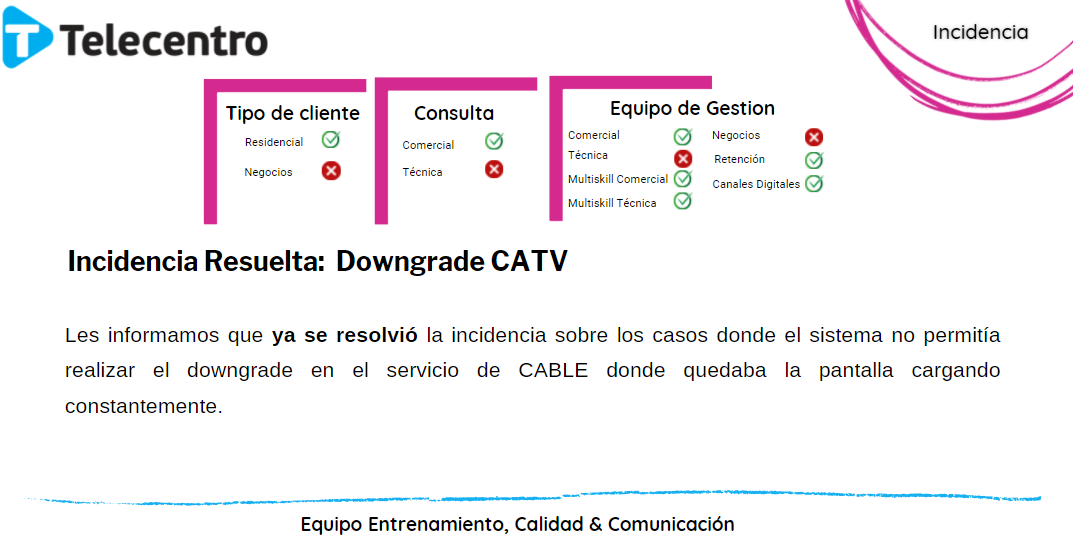 Telecentro
Incidencia
Tipo de cliente
Residencial
Negocios
Consulta
Comercial
Técnica
Equipo de Gestion
Comercial
Técnica
Multiskill Comercial
Multiskill Técnica
Negocios
Retención
Canales Digitales
Incidencia Resuelta: Downgrade CATV
Les informamos que ya se resolvió la incidencia sobre los casos donde el sistema no permitía
realizar el downgrade en el servicio de CABLE donde quedaba la pantalla cargando
constantemente.
Equipo Entrenamiento, Calidad & Comunicación